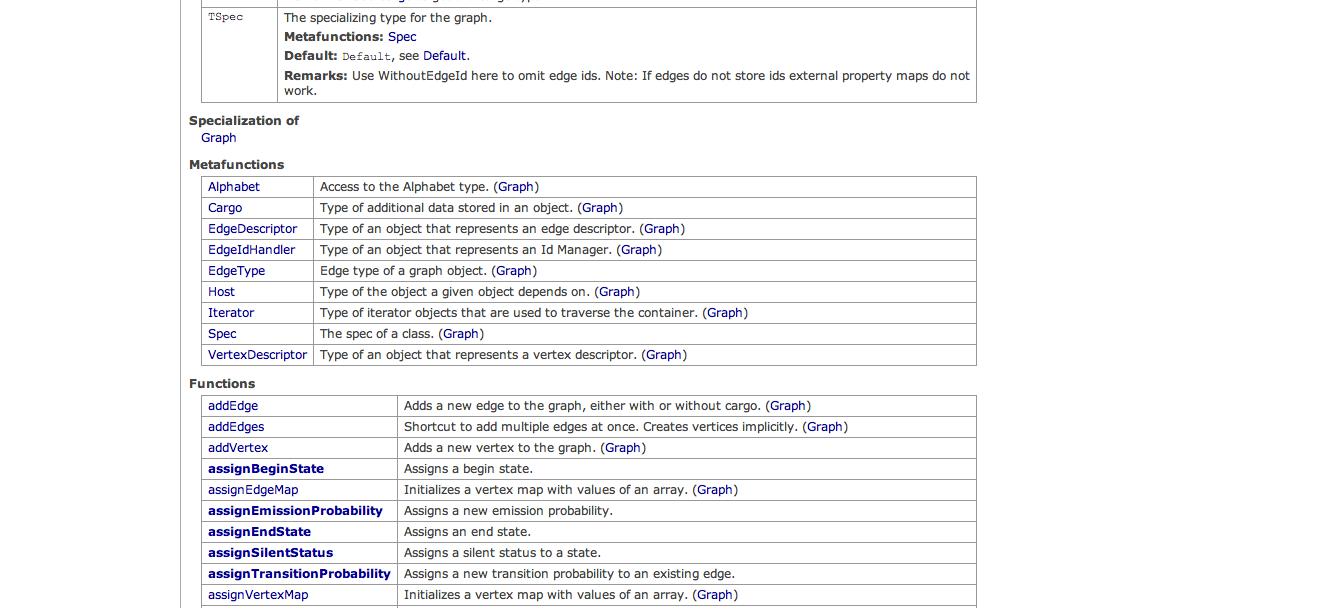 TSpec The specializing type for the graph.
Metafunctions: Spec
Default: Default, see Default.
Remarks: Use WithoutEdgeId here to omit edge ids. Note: If edges do not store ids external property maps do not
work.
Specialization of
Graph
Metafunctions
Alphabet Access to the Alphabet type. (Graph)
Cargo Type of additional data stored in an object. (Graph)
EdgeDescriptor Type of an object that represents an edge descriptor. (Graph)
EdgeIdHandler Type of an object that represents an Id Manager. (Graph)
EdgeType Edge type of a graph object. (Graph)
Host Type of the object a given object depends on. (Graph)
Iterator Type of iterator objects that are used to traverse the container. (Graph)
Spec The spec of a class. (Graph)
VertexDescriptor Type of an object that represents a vertex descriptor. (Graph)
Functions
addEdge Adds a new edge to the graph, either with or without cargo. (Graph)
addEdges Shortcut to add multiple edges at once. Creates vertices implicitly. (Graph)
addVertex Adds a new vertex to the graph. (Graph)
assignBeginState Assigns a begin state.
assignEdgeMap Initializes a vertex map with values of an array. (Graph)
assignEmissionProbability Assigns a new emission probability.
assignEndState Assigns an end state.
assignSilentStatus Assigns a silent status to a state.
assignTransitionProbability Assigns a new transition probability to an existing edge.
assignVertexMap Initializes a vertex map with values of an array. (Graph)